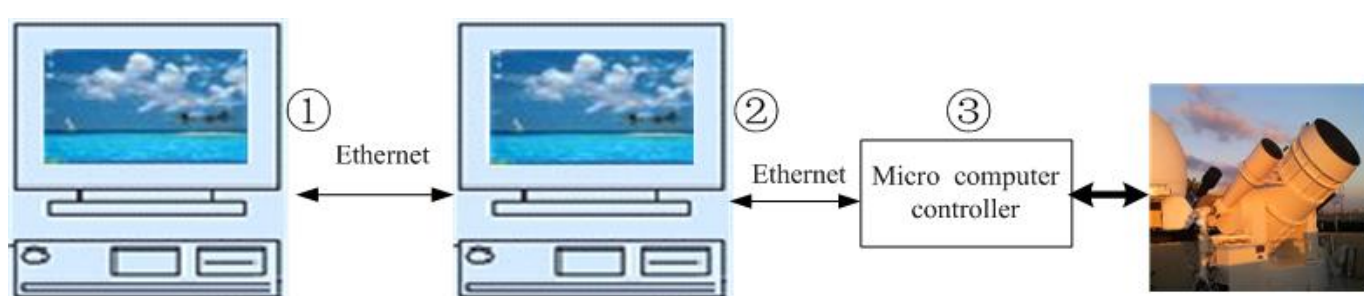 ①
Ethernet
②
Ethernet
③
Micro computer
controller